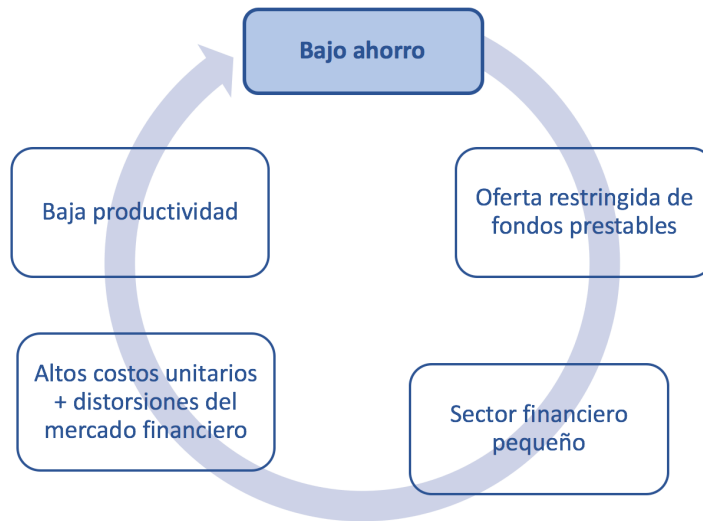 Bajo ahorro
Oferta restringida de
fondos prestables
Sector financiero
pequeño
Altos costos unitarios
+ distorsiones del
mercado financiero
Baja productividad